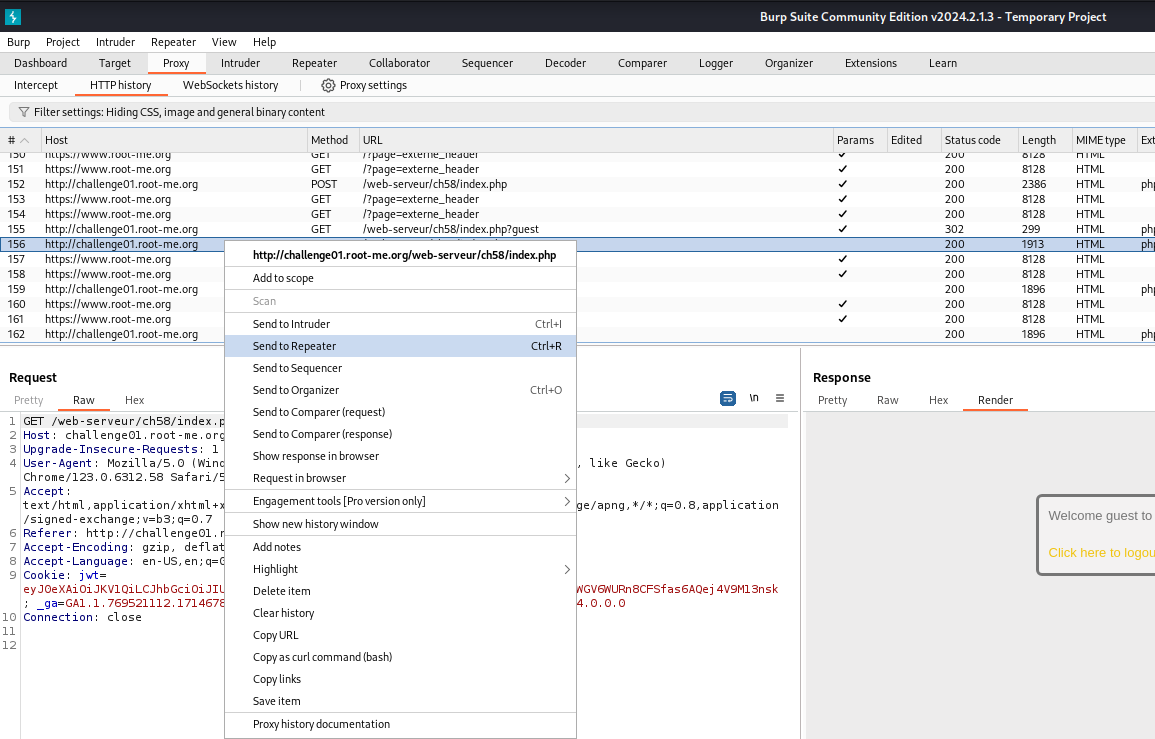 Burp Suite Community Edition v2024.2.1.3 - Temporary Project
Burp Project Intruder Repeater View Help
Dashboard Target Proxy Intruder Repeater Collaborator Sequencer Decoder Comparer Logger Organizer Extensions Learn
Intercept HTTP history WebSockets history Proxy settings
Filter settings: Hiding CSS, image and general binary content
# Host Method URL Params Edited Status code Length MIME type Ext
150 https://www.root-me.org GET /?page=externe_header ✓ 200 8128 HTML
151 https://www.root-me.org GET /?page=externe_header ✓ 200 8128 HTML
152 http://challenge01.root-me.org POST /web-serveur/ch58/index.php ✓ 200 2386 HTML php
153 https://www.root-me.org GET /?page=externe_header ✓ 200 8128 HTML
154 https://www.root-me.org GET /?page=externe_header ✓ 200 8128 HTML
155 http://challenge01.root-me.org GET /web-serveur/ch58/index.php?guest ✓ 302 299 HTML php
156 http://challenge01.root-me.org 200 1913 HTML php
157 https://www.root-me.org ✓ 200 8128 HTML
158 https://www.root-me.org ✓ 200 8128 HTML
159 http://challenge01.root-me.org 200 1896 HTML php
160 https://www.root-me.org ✓ 200 8128 HTML
161 https://www.root-me.org ✓ 200 8128 HTML
162 http://challenge01.root-me.org 200 1896 HTML php
http://challenge01.root-me.org/web-serveur/ch58/index.php
Add to scope
Scan
Send to Intruder Ctrl+I
Send to Repeater Ctrl+R
Send to Sequencer
Send to Organizer Ctrl+O
Send to Comparer (request)
Send to Comparer (response)
Show response in browser
Request in browser
Engagement tools [Pro version only]
Show new history window
Add notes
Highlight
Delete item
Clear history
Copy URL
Copy as curl command (bash)
Copy links
Save item
Proxy history documentation
Request
Pretty Raw Hex \n
1 GET /web-serveur/ch58/index.p
2 Host: challenge01.root-me.org
3 Upgrade-Insecure-Requests: 1
4 User-Agent: Mozilla/5.0 (Wind , like Gecko)
Chrome/123.0.6312.58 Safari/5
5 Accept:
text/html,application/xhtml+x ge/apng,*/*;q=0.8,application
/signed-exchange;v=b3;q=0.7
6 Referer: http://challenge01.r
7 Accept-Encoding: gzip, deflat
8 Accept-Language: en-US,en;q=0
9 Cookie: jwt=
eyJ0eXAiOiJKV1QiLCJhbGciOiJIU WGV6WURn8CFSfas6AQej4V9M13nsk
; _ga=GA1.1.769521112.1714678 4.0.0.0
10 Connection: close
11
12
Response
Pretty Raw Hex Render
Welcome guest to
Click here to logou